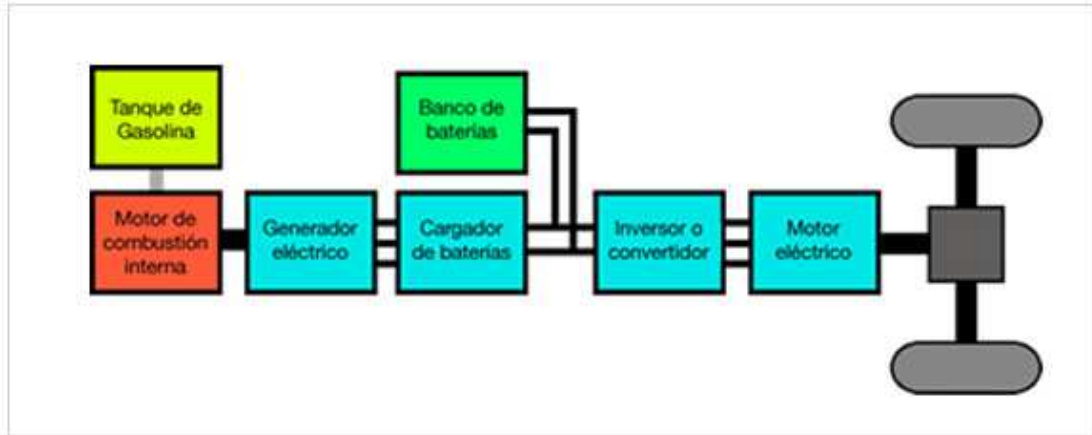 Tanque de
Gasolina
Banco de
baterías
Motor de
combustión
interna
Generador
eléctrico
Cargador
de baterías
Inversor o
convertidor
Motor
eléctrico